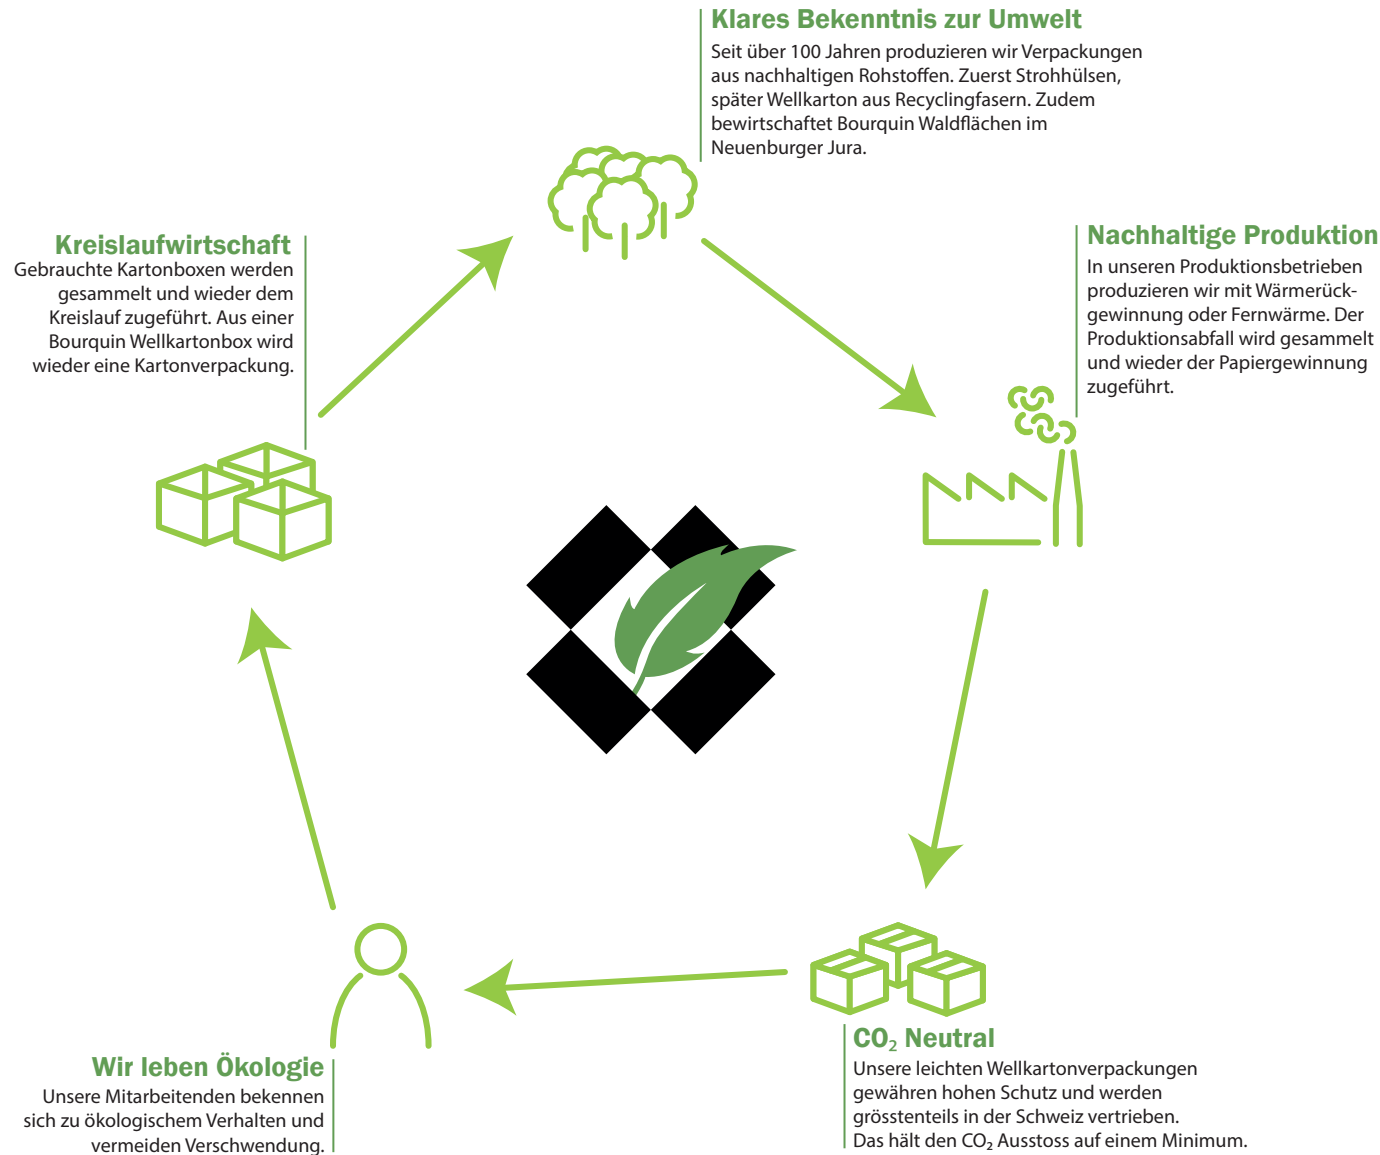 Klares Bekenntnis zur Umwelt
Seit über 100 Jahren produzieren wir Verpackungen
aus nachhaltigen Rohstoffen. Zuerst Strohhülsen,
später Wellkarton aus Recyclingfasern. Zudem
bewirtschaftet Bourquin Waldflächen im
Neuenburger Jura.
Nachhaltige Produktion
In unseren Produktionsbetrieben
produzieren wir mit Wärmerück-
gewinnung oder Fernwärme. Der
Produktionsabfall wird gesammelt
und wieder der Papiergewinnung
zugeführt.
CO₂ Neutral
Unsere leichten Wellkartonverpackungen
gewähren hohen Schutz und werden
grösstenteils in der Schweiz vertrieben.
Das hält den CO₂ Ausstoss auf einem Minimum.
Wir leben Ökologie
Unsere Mitarbeitenden bekennen
sich zu ökologischem Verhalten und
vermeiden Verschwendung.
Kreislaufwirtschaft
Gebrauchte Kartonboxen werden
gesammelt und wieder dem
Kreislauf zugeführt. Aus einer
Bourquin Wellkartonbox wird
wieder eine Kartonverpackung.